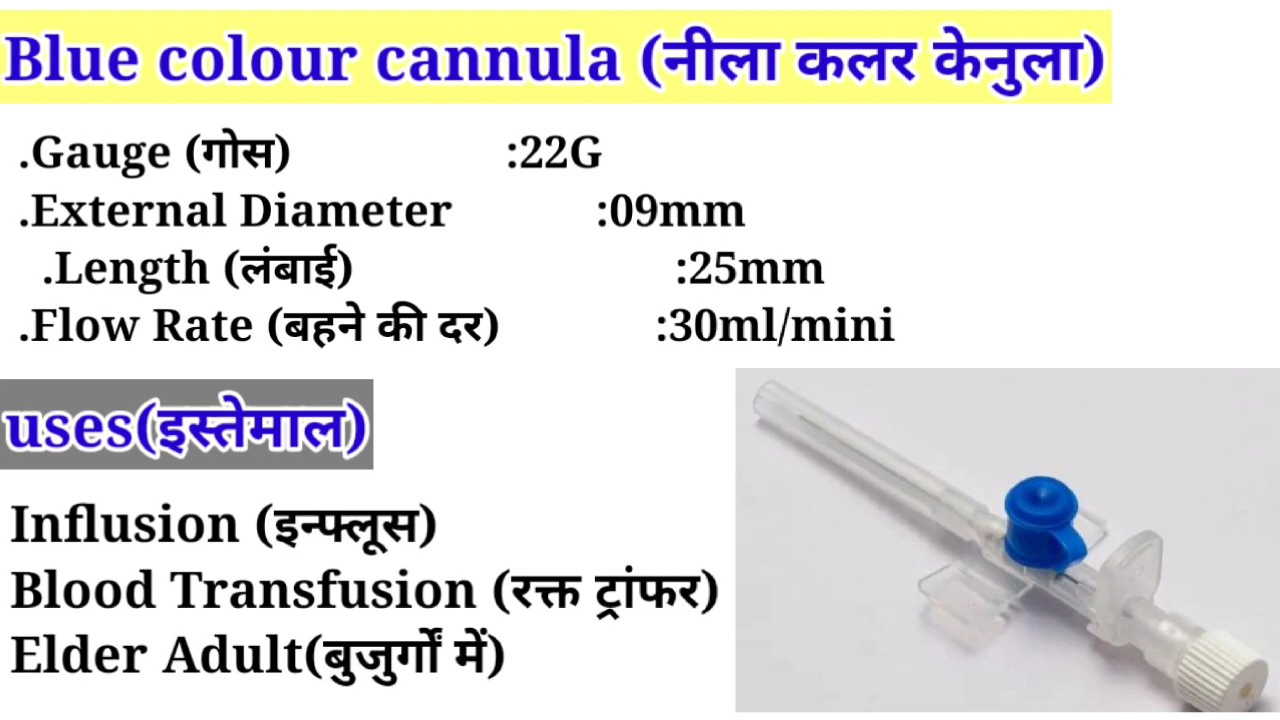 Blue colour cannula (नीला कलर केनुला)
.Gauge (गोस) :22G
.External Diameter :09mm
.Length (लंबाई) :25mm
.Flow Rate (बहने की दर) :30ml/mini
uses(इस्तेमाल)
Influsion (इन्फ्लूस)
Blood Transfusion (रक्त ट्रांफर)
Elder Adult(बुजुर्गों में)